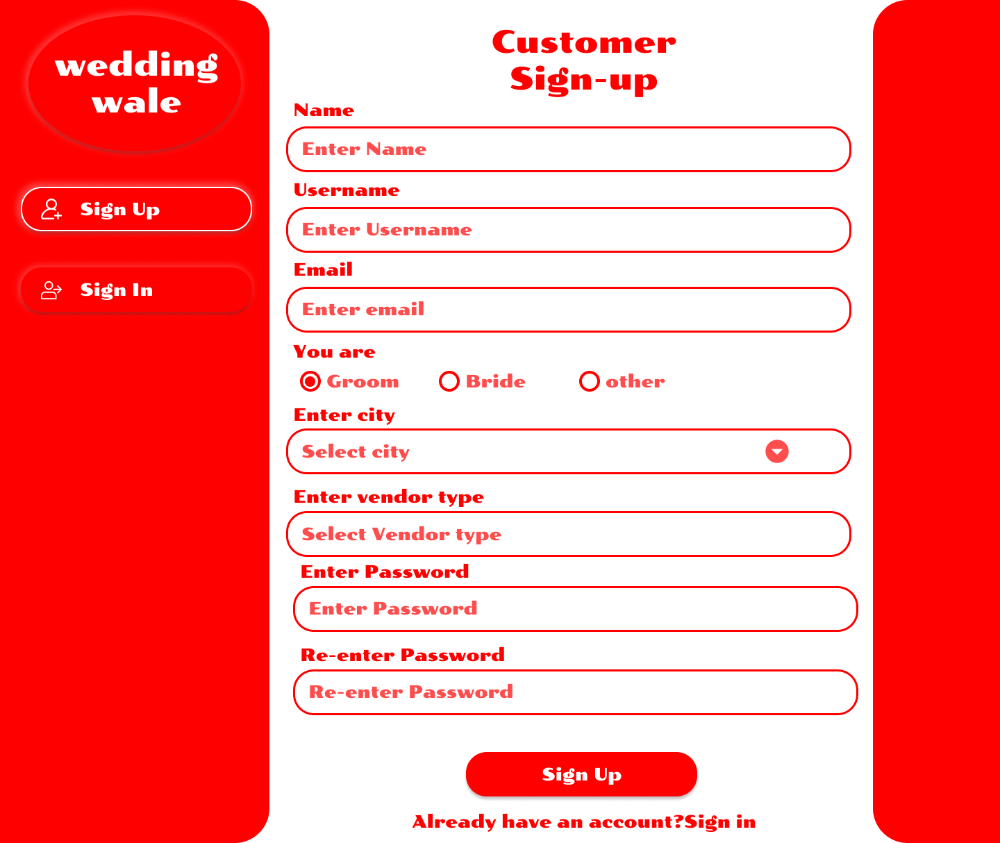 wedding
wale
Sign Up
Sign In
Customer
Sign-up
Name
Enter Name
Username
Enter Username
Email
Enter email
You are
Groom Bride other
Enter city
Select city
Enter vendor type
Select Vendor type
Enter Password
Enter Password
Re-enter Password
Re-enter Password
Sign Up
Already have an account?Sign in